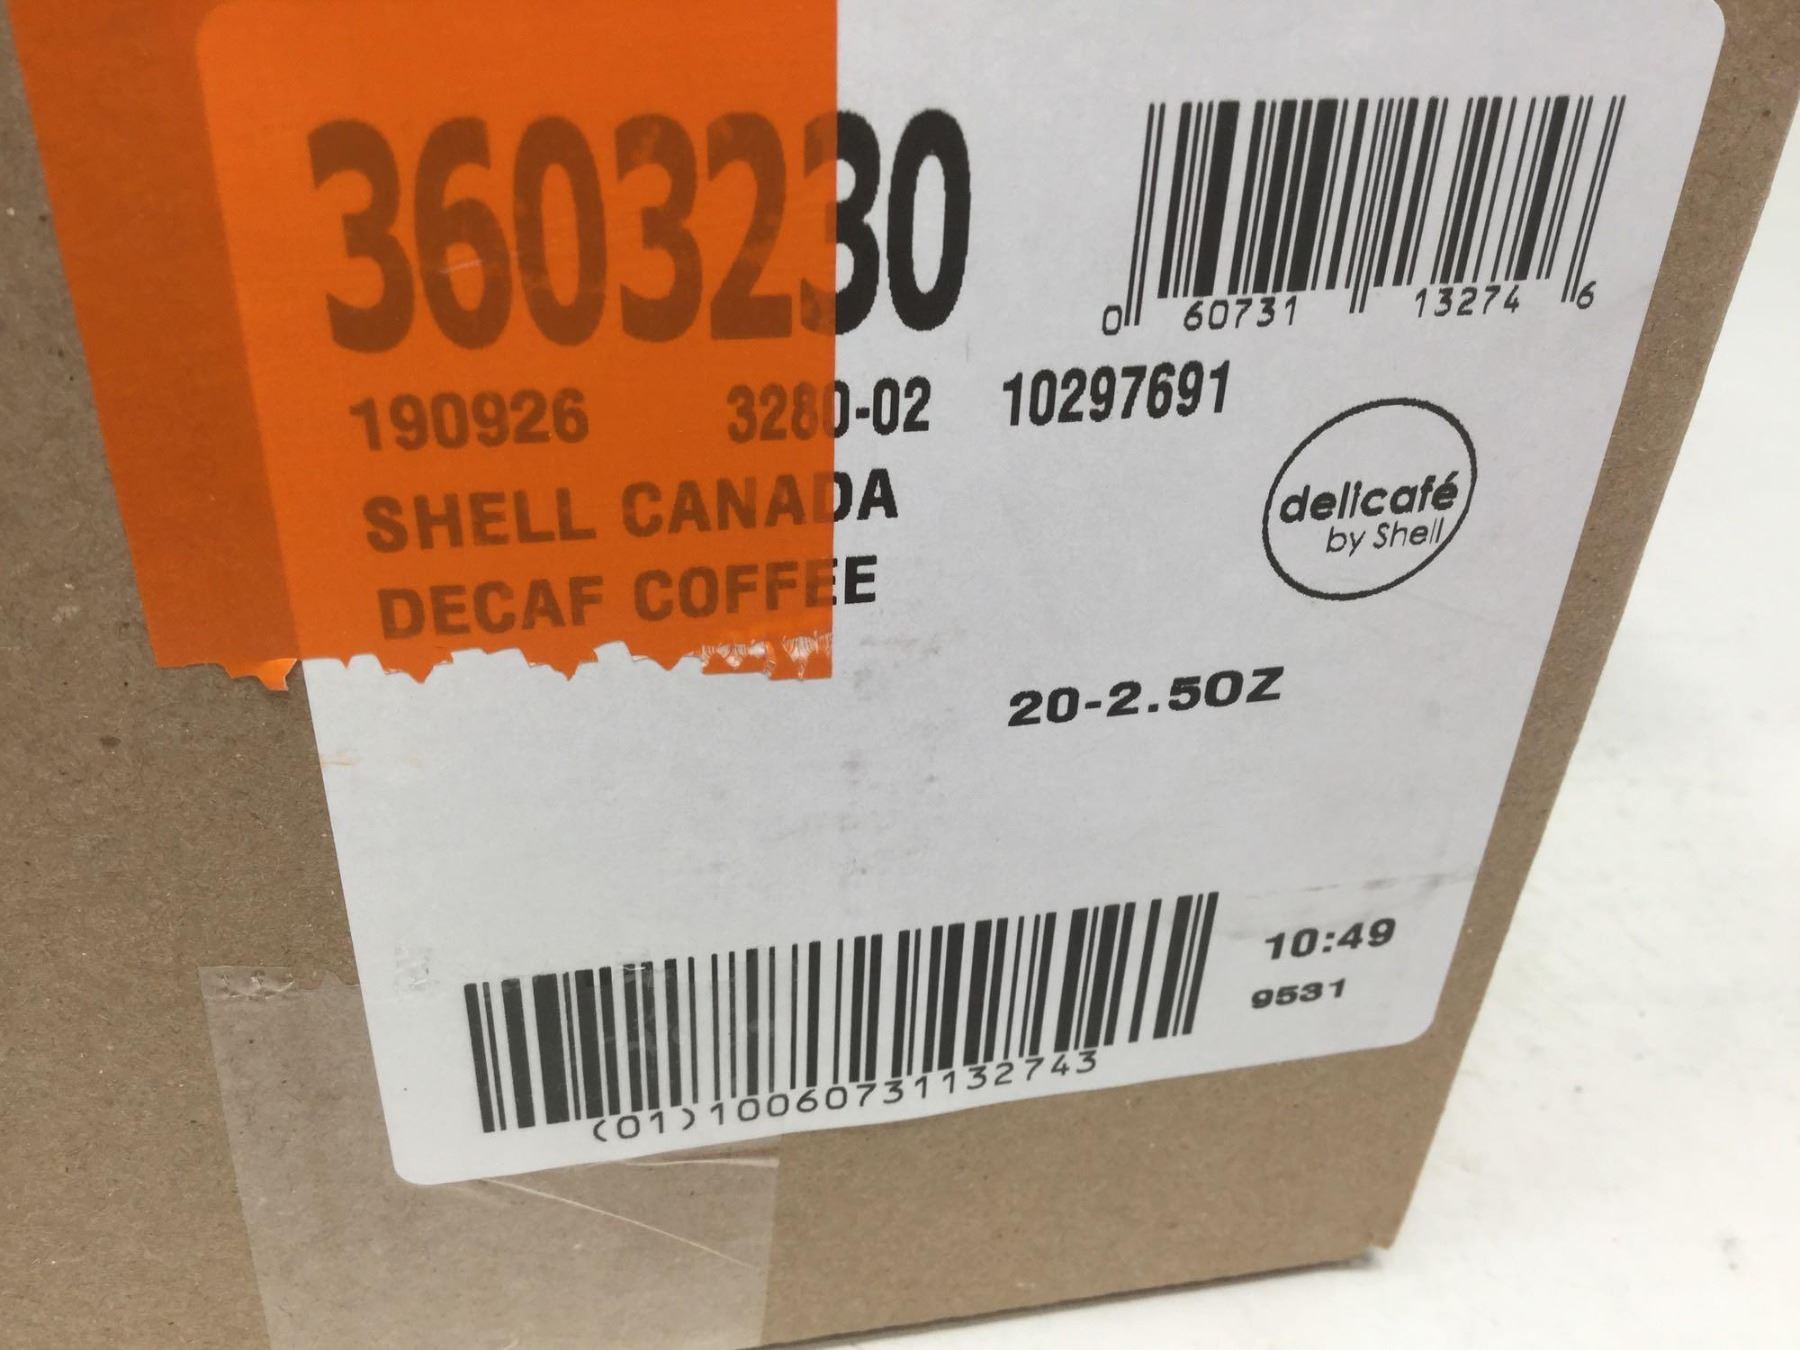 3603230
0 60731 13274 6
190926 3280-02 10297691
SHELL CANADA
DECAF COFFEE
delicafé
by Shell
20-2.5OZ
10:49
9531
(01)10060731132743